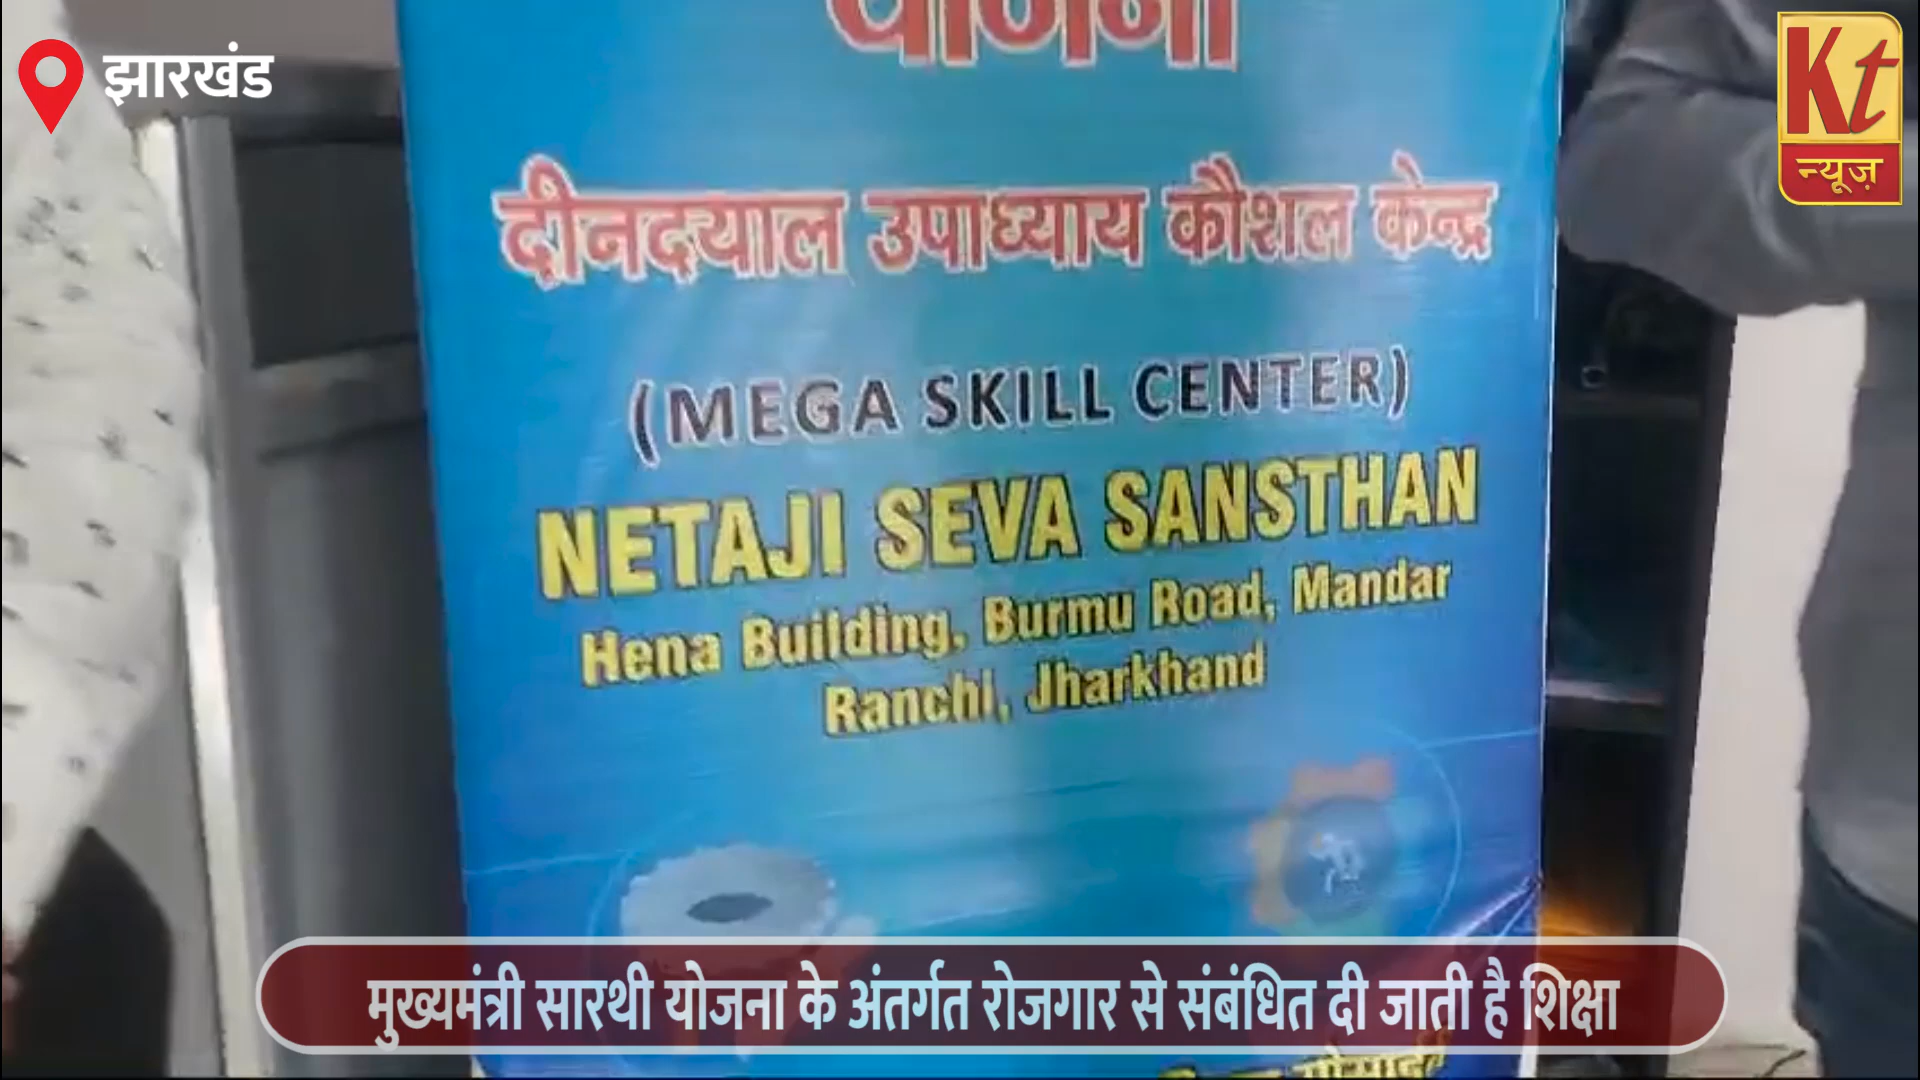 झारखंड
Kt
न्यूज़
योजना
दीनदयाल उपाध्याय कौशल केन्द्र
(MEGA SKILL CENTER)
NETAJI SEVA SANSTHAN
Hena Building, Burmu Road, Mandar
Ranchi, Jharkhand
मुख्यमंत्री सारथी योजना के अंतर्गत रोजगार से संबंधित दी जाती है शिक्षा